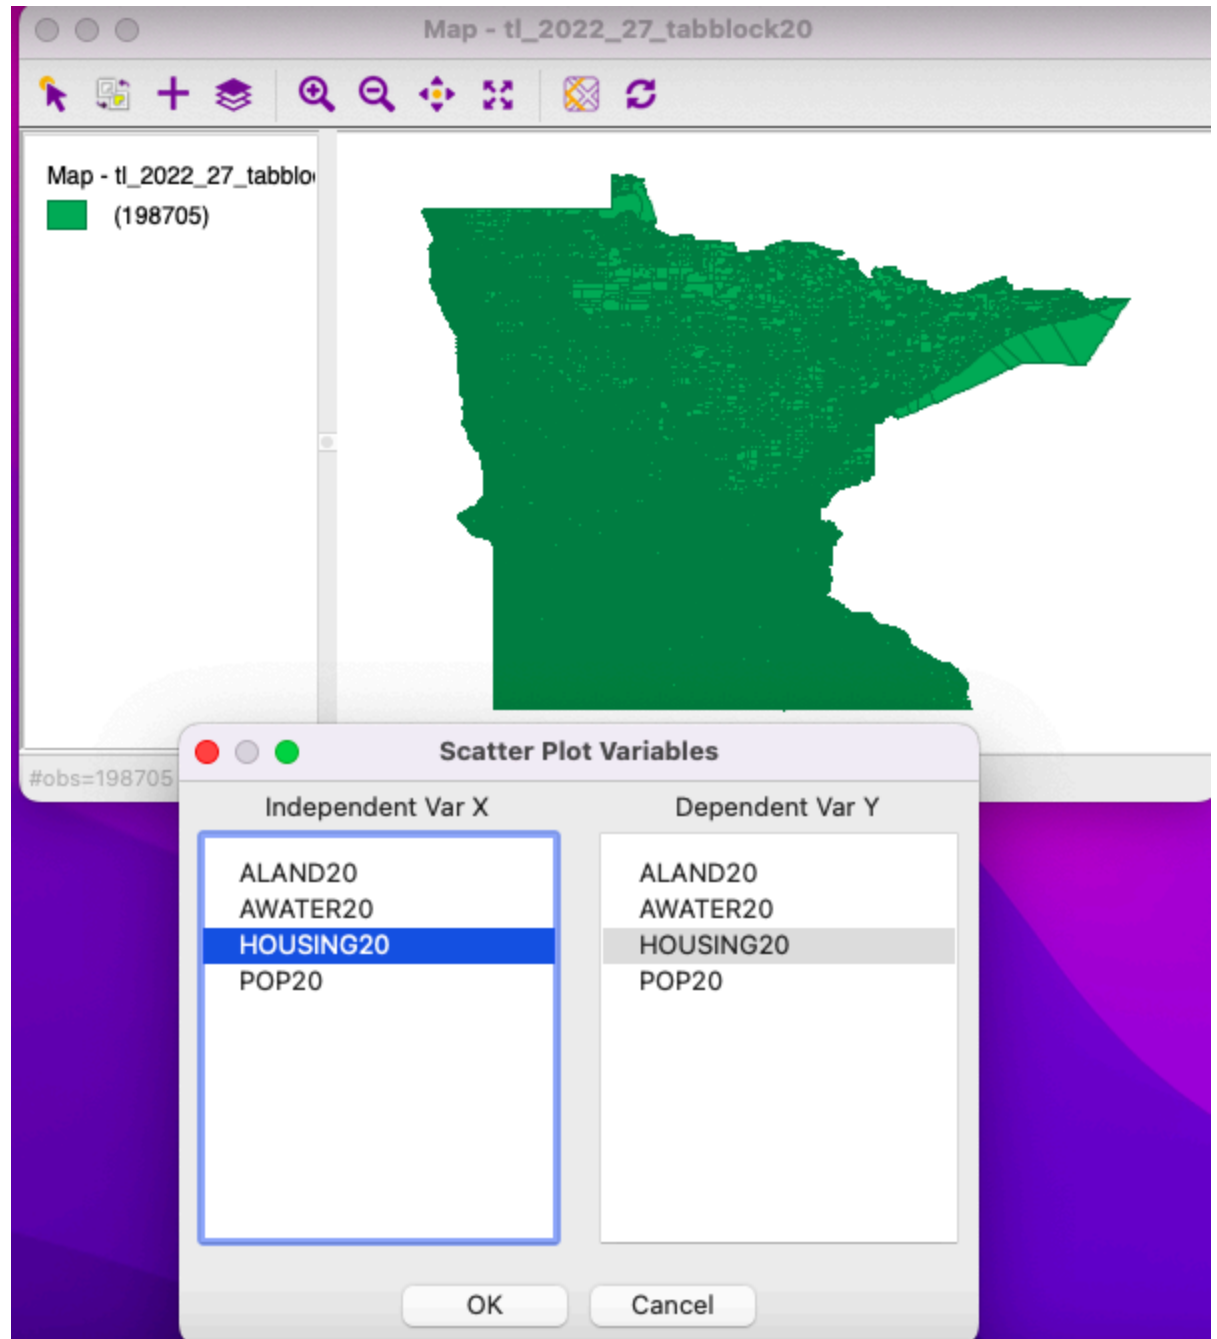 Map - tl_2022_27_tabblock20
Map - tl_2022_27_tabblo
(198705)
#obs=198705
Scatter Plot Variables
Independent Var X
Dependent Var Y
ALAND20
AWATER20
HOUSING20
POP20
ALAND20
AWATER20
HOUSING20
POP20
OK
Cancel